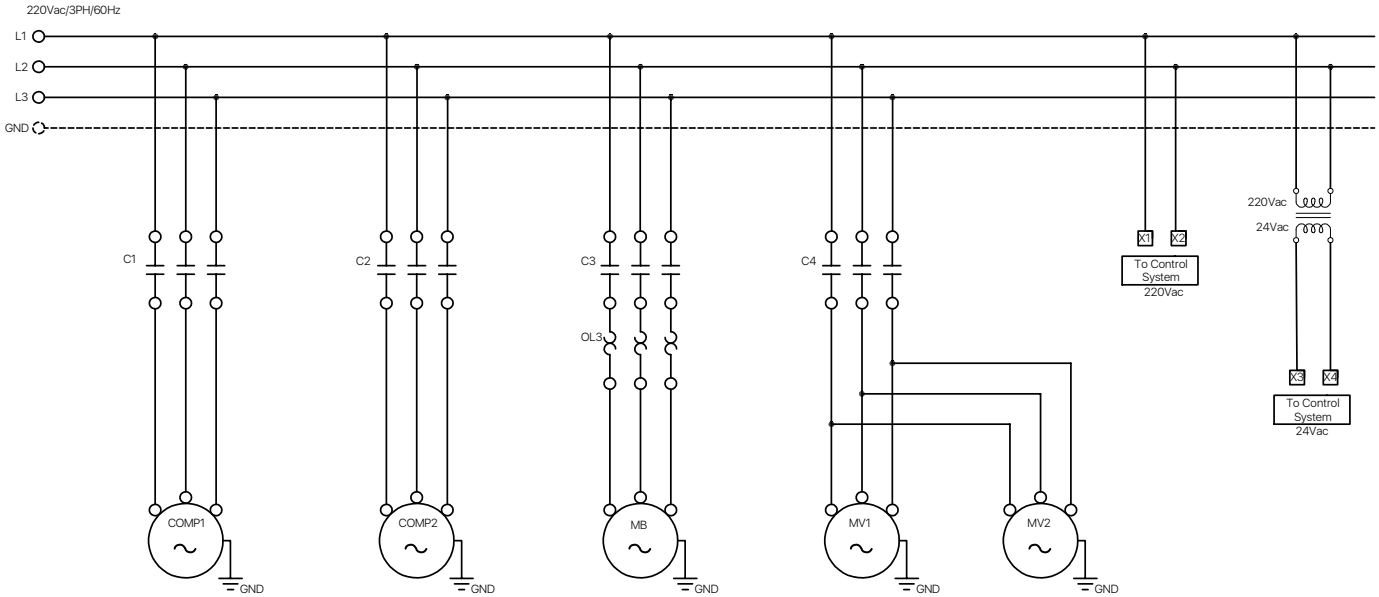 220Vac/3PH/60Hz
L1
L2
L3
GND
220Vac
24Vac
X1 X2
C1
C2
C3
C4
To Control
System
220Vac
OL3
X3 X4
To Control
System
24Vac
COMP1
COMP2
MB
MV1
MV2
GND
GND
GND
GND
GND